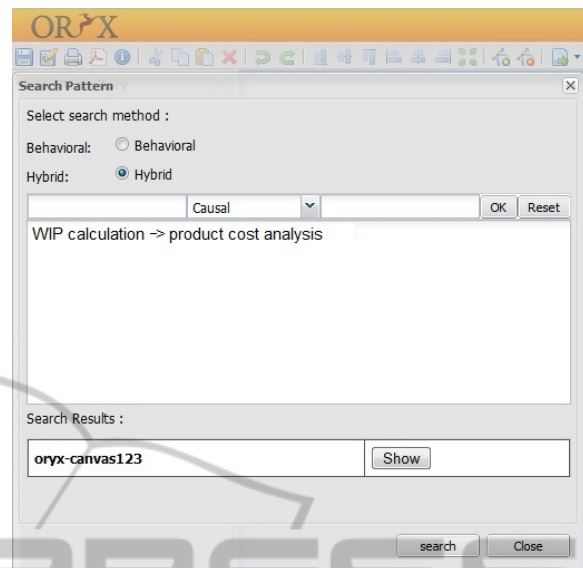 ORYX
Search Pattern
Select search method :
Behavioral: Behavioral
Hybrid: Hybrid
Causal OK Reset
WIP calculation -> product cost analysis
Search Results :
oryx-canvas123 Show
search Close